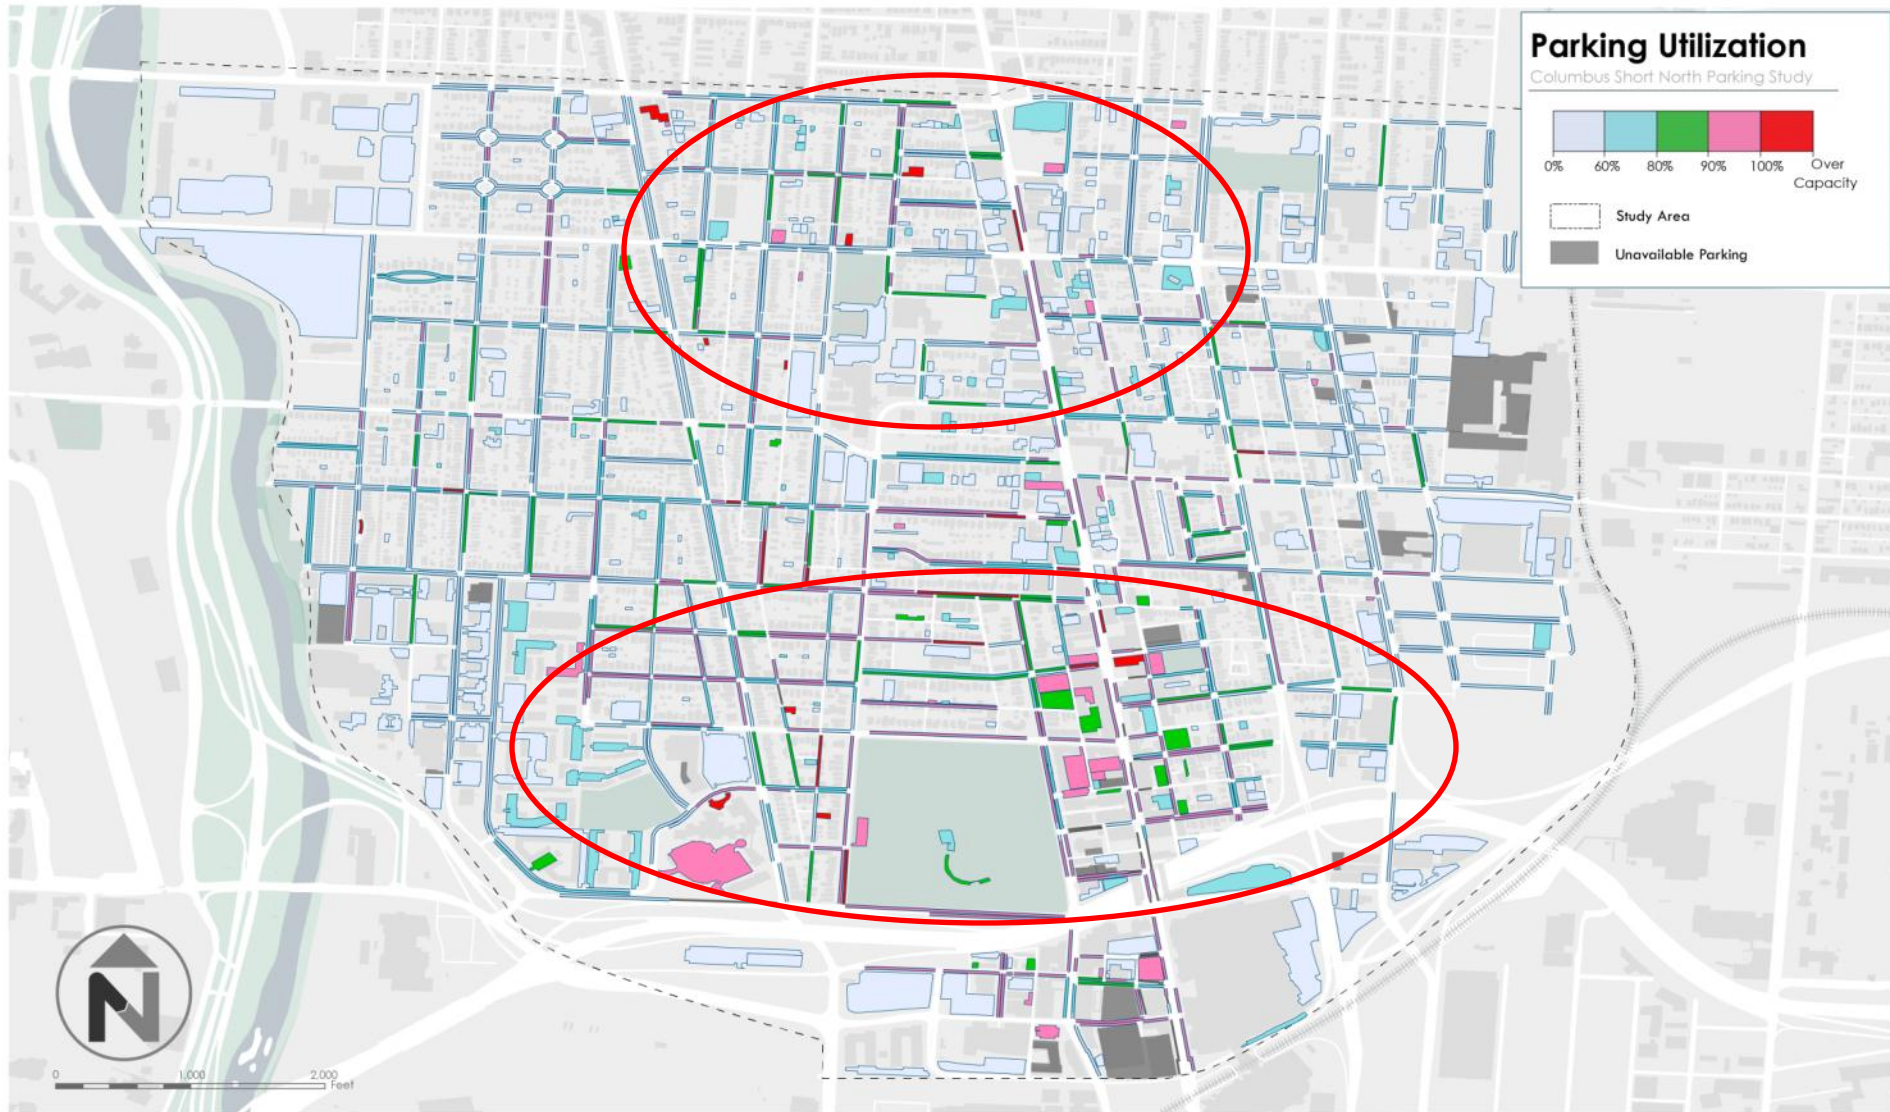 Parking Utilization
Columbus Short North Parking Study
0% 60% 80% 90% 100% Over
Capacity
Study Area
Unavailable Parking
N
0 1,000 2,000
Feet